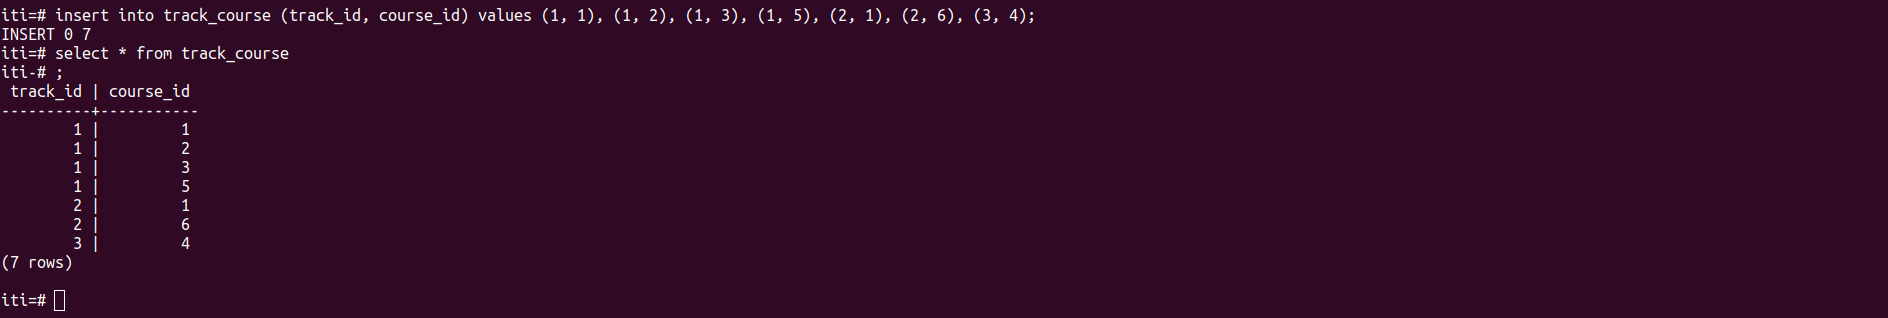 iti=# insert into track_course (track_id, course_id) values (1, 1), (1, 2), (1, 3), (1, 5), (2, 1), (2, 6), (3, 4);
INSERT 0 7
iti=# select * from track_course
iti-# ;
 track_id | course_id
----------+-----------
        1 |         1
        1 |         2
        1 |         3
        1 |         5
        2 |         1
        2 |         6
        3 |         4
(7 rows)
iti=#